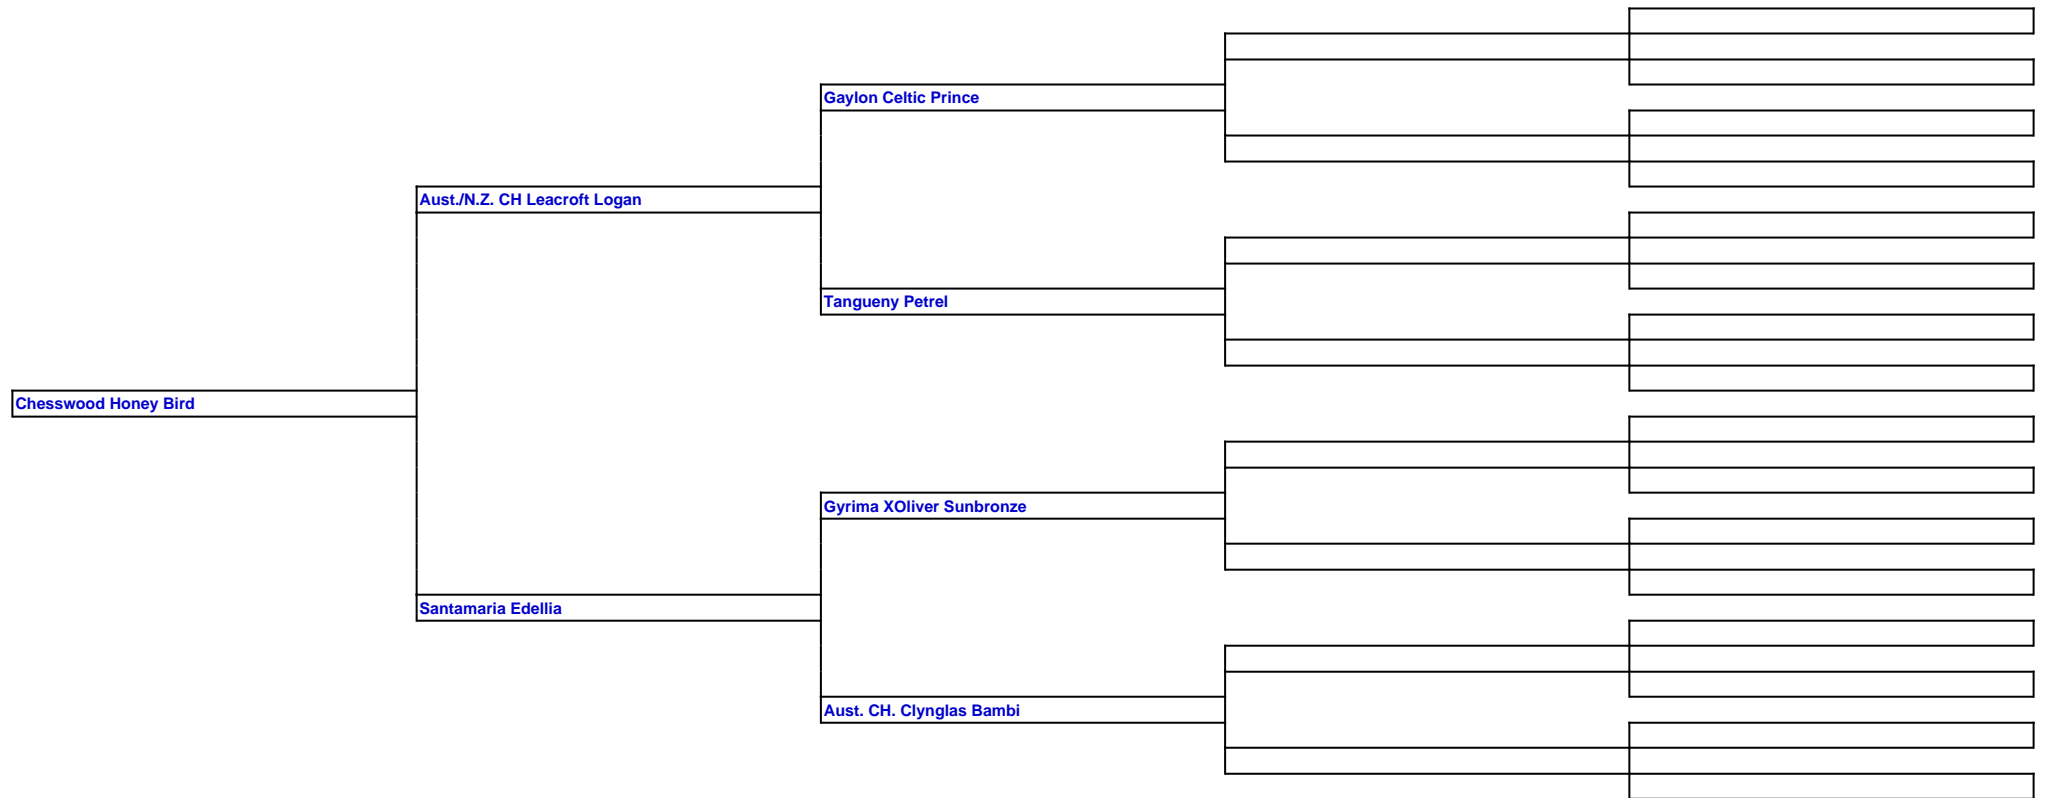 Gaylon Celtic Prince
Aust./N.Z. CH Leacroft Logan
Tangueny Petrel
Chesswood Honey Bird
Gyrima XOliver Sunbronze
Santamaria Edellia
Aust. CH. Clynglas Bambi